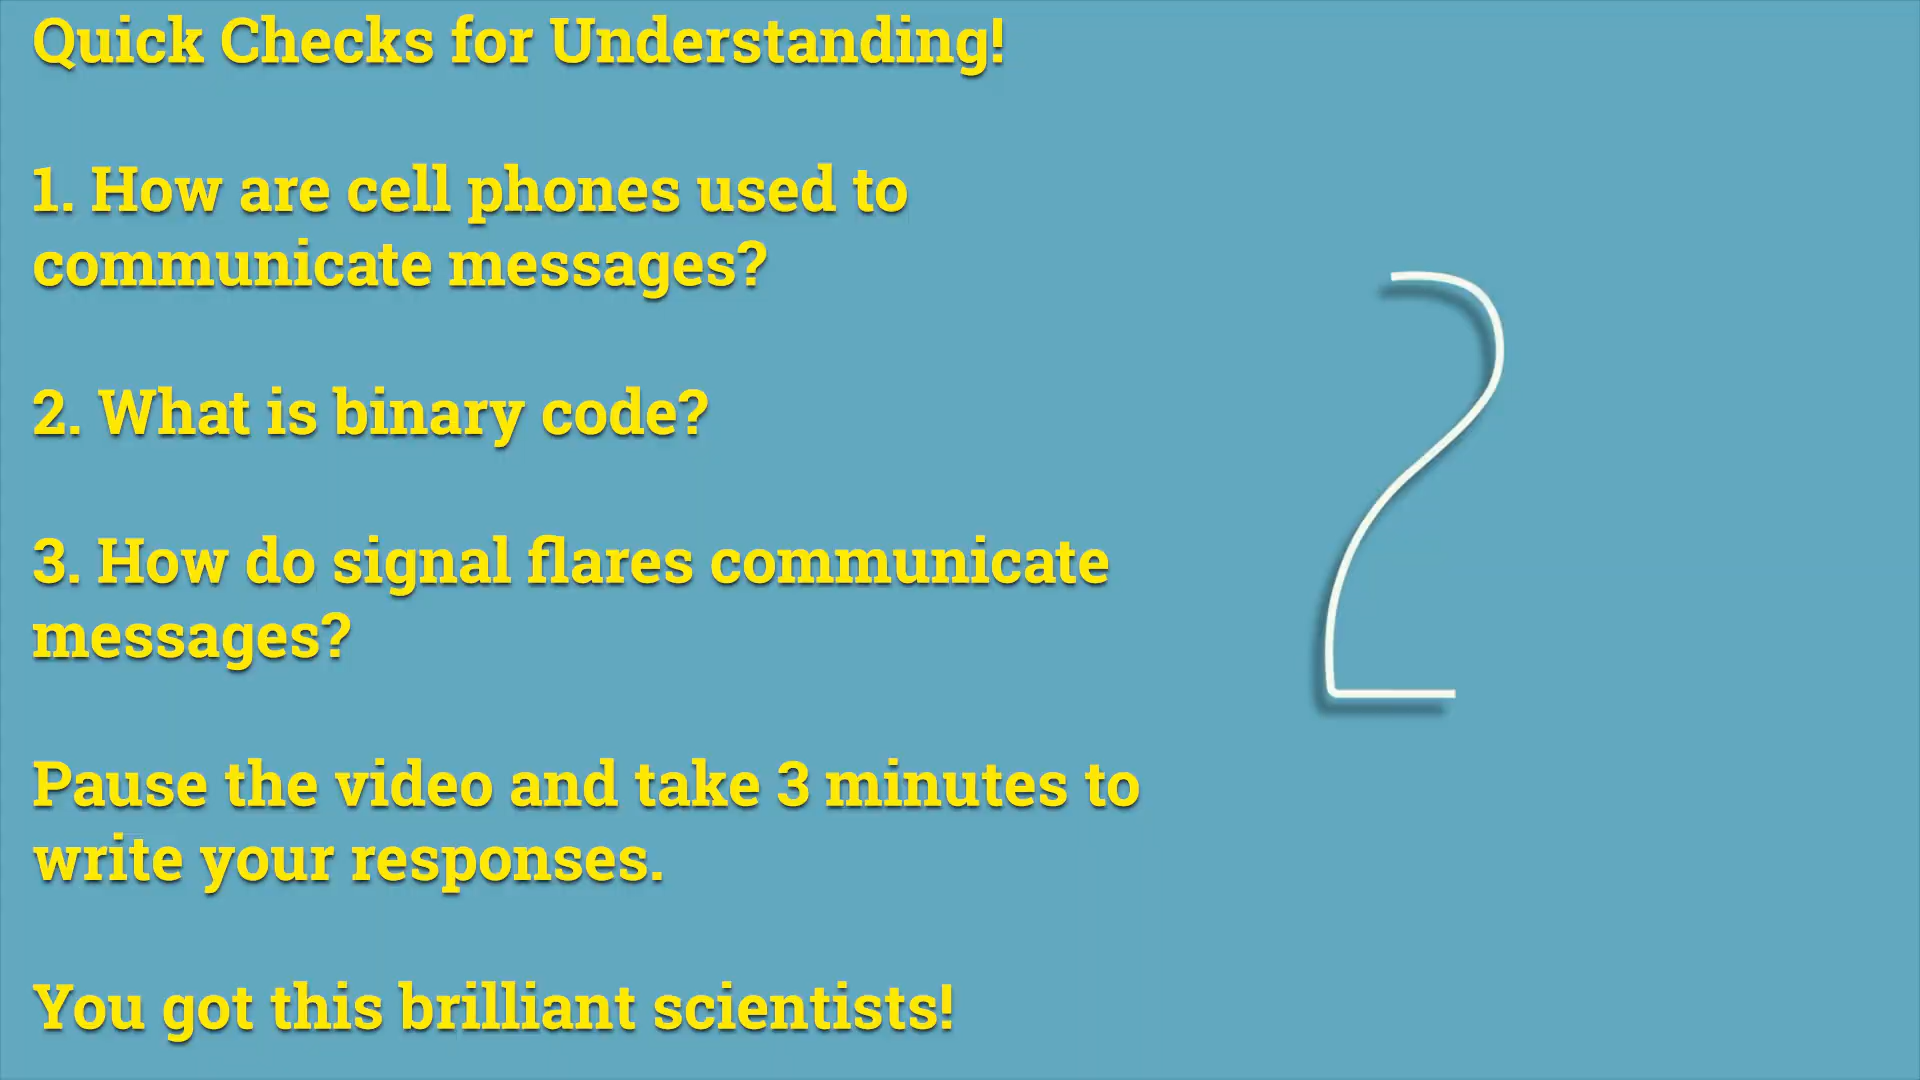 Quick Checks for Understanding!
1. How are cell phones used to
communicate messages?
2. What is binary code?
3. How do signal flares communicate
messages?
Pause the video and take 3 minutes to
write your responses.
You got this brilliant scientists!
2